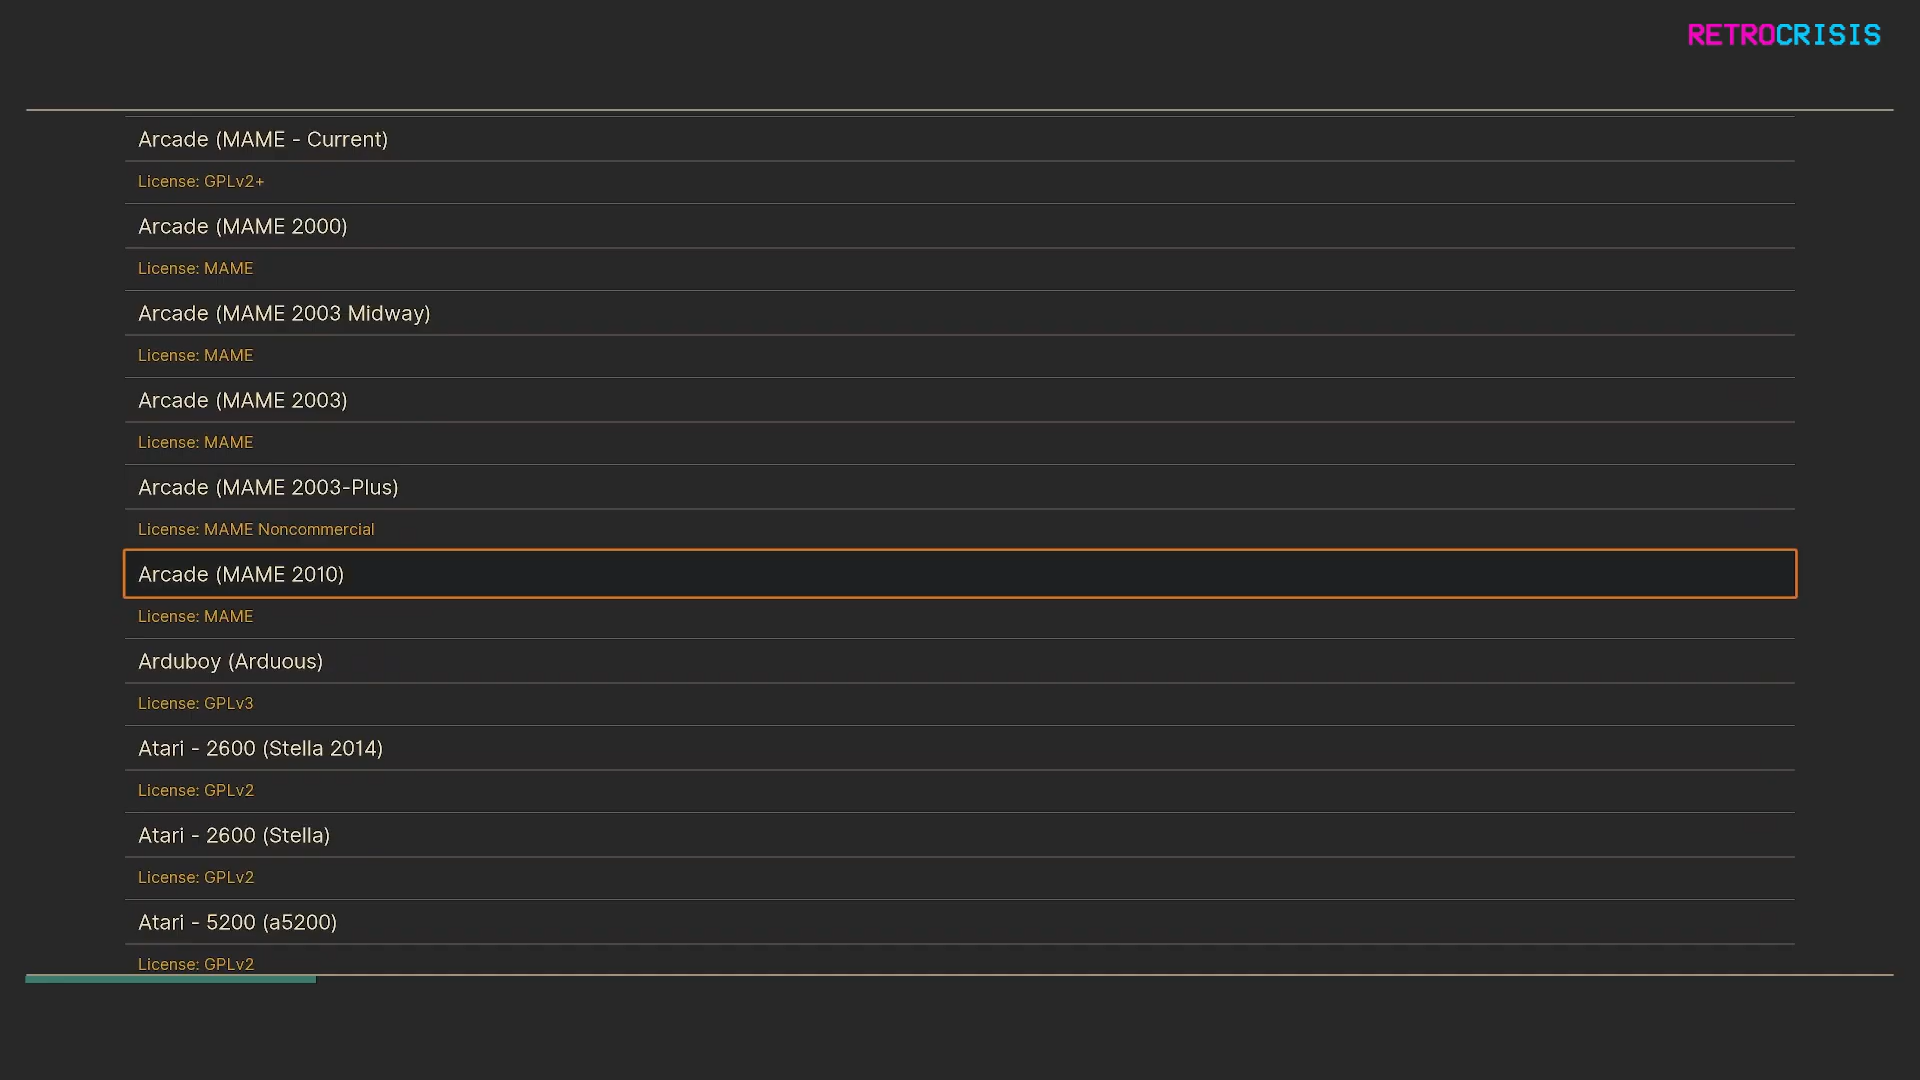 RETROCRISIS
Arcade (MAME - Current)
License: GPLv2+
Arcade (MAME 2000)
License: MAME
Arcade (MAME 2003 Midway)
License: MAME
Arcade (MAME 2003)
License: MAME
Arcade (MAME 2003-Plus)
License: MAME Noncommercial
Arcade (MAME 2010)
License: MAME
Arduboy (Arduous)
License: GPLv3
Atari - 2600 (Stella 2014)
License: GPLv2
Atari - 2600 (Stella)
License: GPLv2
Atari - 5200 (a5200)
License: GPLv2